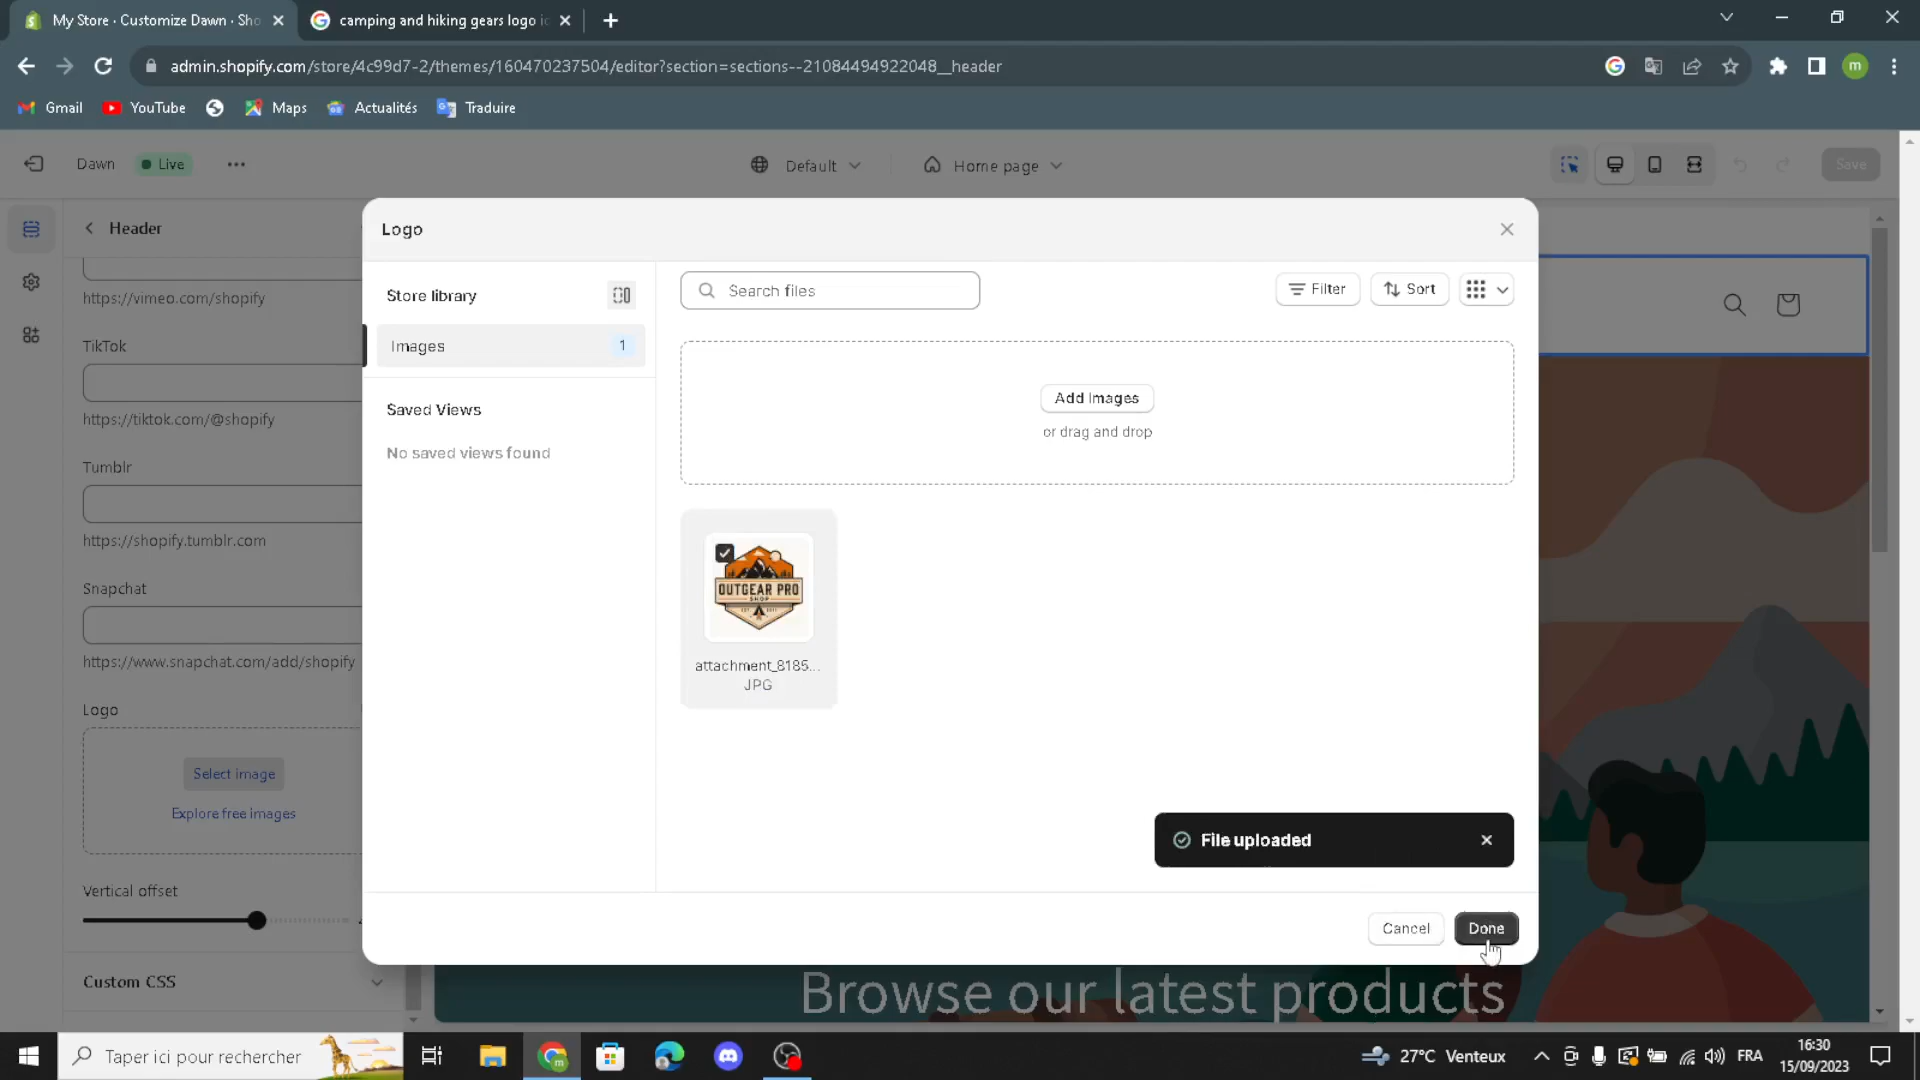 My Store · Customize Dawn · Sho
camping and hiking gears logo i
admin.shopify.com/store/4c99d7-2/themes/160470237504/editor?section=sections--21084494922048__header
m
Gmail
YouTube
Maps
Actualités
Traduire
Dawn
Live
Default
Home page
Save
Header
https://vimeo.com/shopify
TikTok
https://tiktok.com/@shopify
Tumblr
https://shopify.tumblr.com
Snapchat
https://www.snapchat.com/add/shopify
Logo
Select image
Explore free images
Vertical offset
Custom CSS
Logo
Store library
Images
1
Saved Views
No saved views found
Search files
Filter
Sort
Add images
or drag and drop
OUTGEAR PRO
SHOP
attachment_8185...
JPG
File uploaded
Cancel
Done
Browse our latest products
Taper ici pour rechercher
27°C Venteux
FRA
16:30
15/09/2023